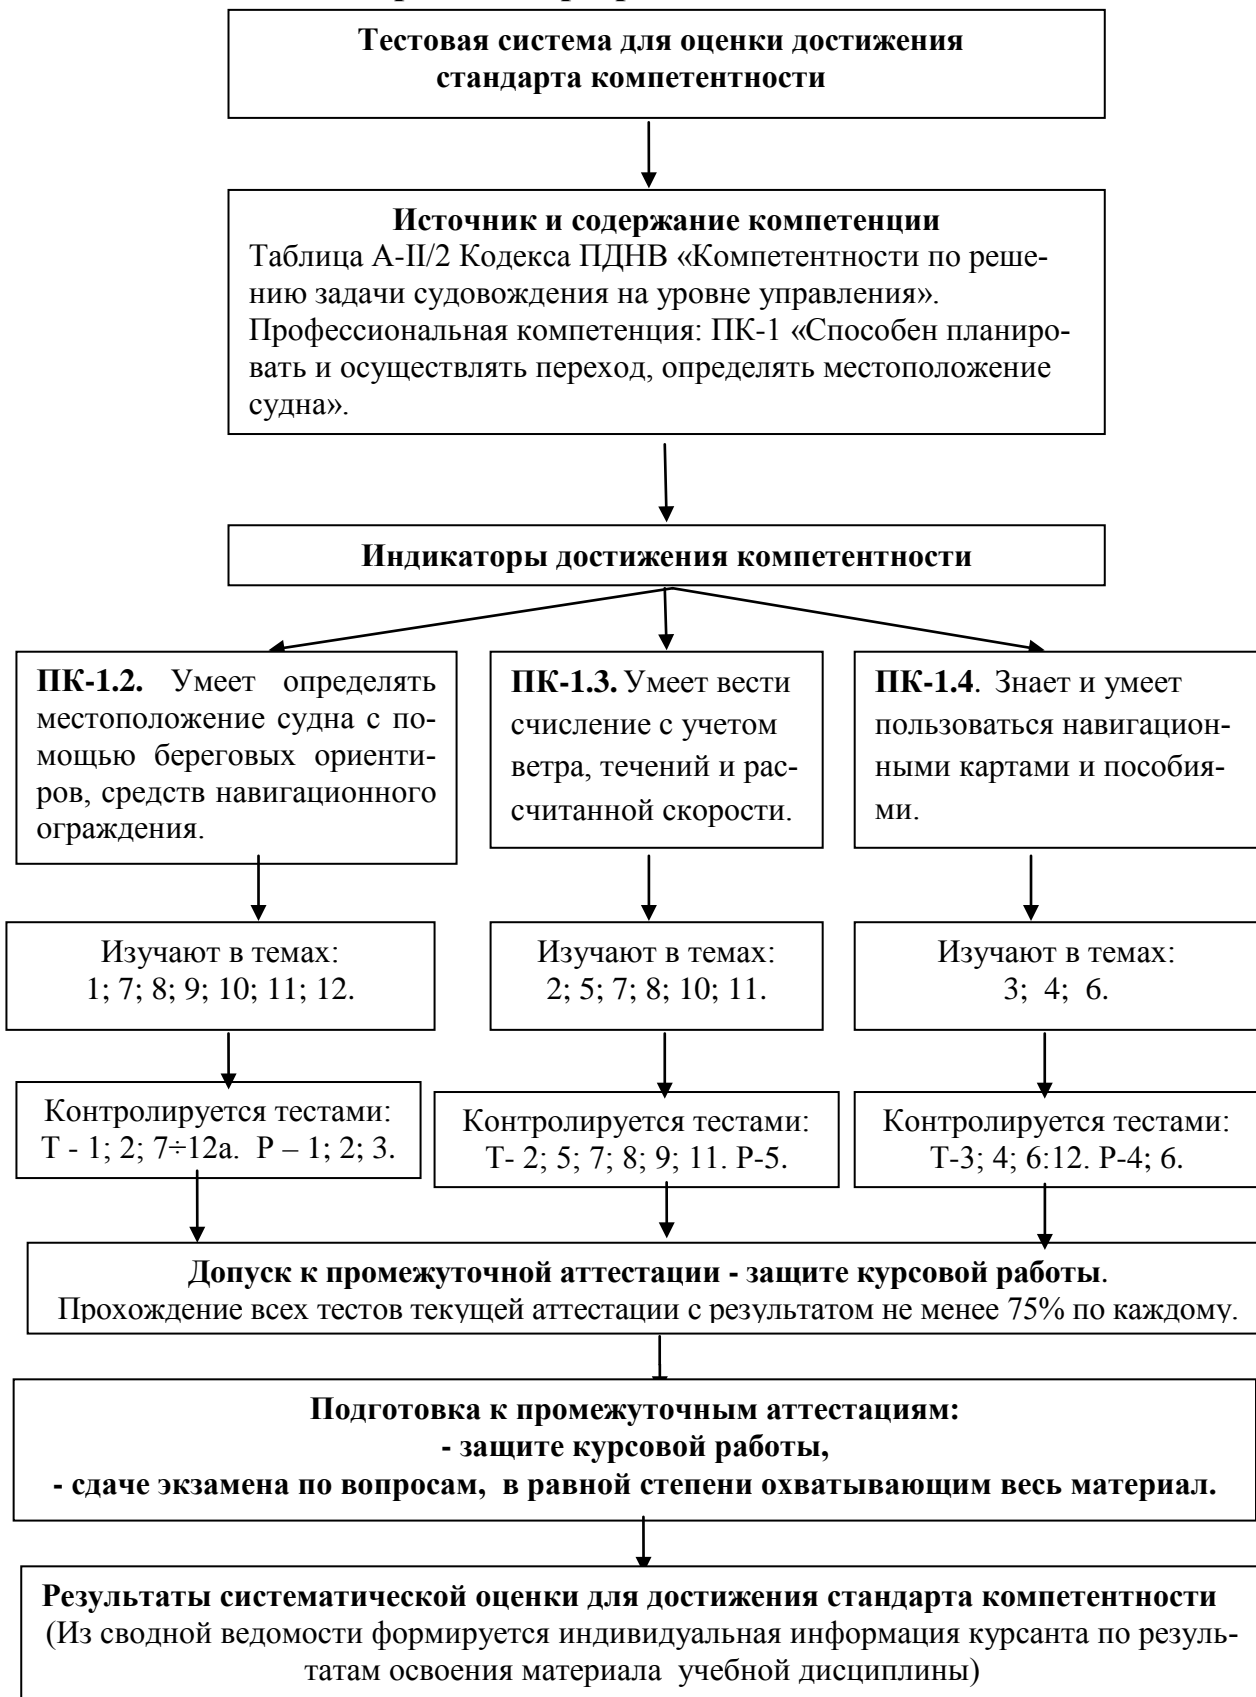 Тестовая система для оценки достижения
стандарта компетентности
Источник и содержание компетенции
Таблица А-II/2 Кодекса ПДНВ «Компетентности по реше-
нию задачи судовождения на уровне управления».
Профессиональная компетенция: ПК-1 «Способен планиро-
вать и осуществлять переход, определять местоположение
судна».
Индикаторы достижения компетентности
ПК-1.2. Умеет определять
местоположение судна с по-
мощью береговых ориенти-
ров, средств навигационного
ограждения.
ПК-1.3. Умеет вести
счисление с учетом
ветра, течений и рас-
считанной скорости.
ПК-1.4. Знает и умеет
пользоваться навигацион-
ными картами и пособия-
ми.
Изучают в темах:
1; 7; 8; 9; 10; 11; 12.
Изучают в темах:
2; 5; 7; 8; 10; 11.
Изучают в темах:
3; 4; 6.
Контролируется тестами:
Т - 1; 2; 7÷12а. Р – 1; 2; 3.
Контролируется тестами:
Т- 2; 5; 7; 8; 9; 11. Р-5.
Контролируется тестами:
Т-3; 4; 6:12. Р-4; 6.
Допуск к промежуточной аттестации - защите курсовой работы.
Прохождение всех тестов текущей аттестации с результатом не менее 75% по каждому.
Подготовка к промежуточным аттестациям:
- защите курсовой работы,
- сдаче экзамена по вопросам, в равной степени охватывающим весь материал.
Результаты систематической оценки для достижения стандарта компетентности
(Из сводной ведомости формируется индивидуальная информация курсанта по резуль-
татам освоения материала учебной дисциплины)